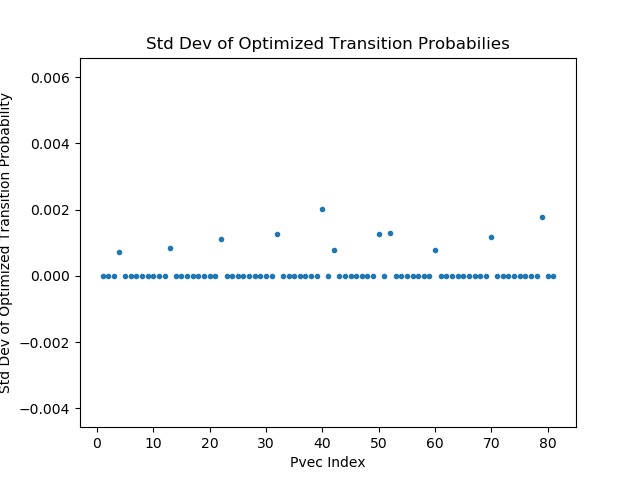 Std Dev of Optimized Transition Probabilies
Std Dev of Optimized Transition Probability
0.006
0.004
0.002
0.000
−0.002
−0.004
0 10 20 30 40 50 60 70 80
Pvec Index